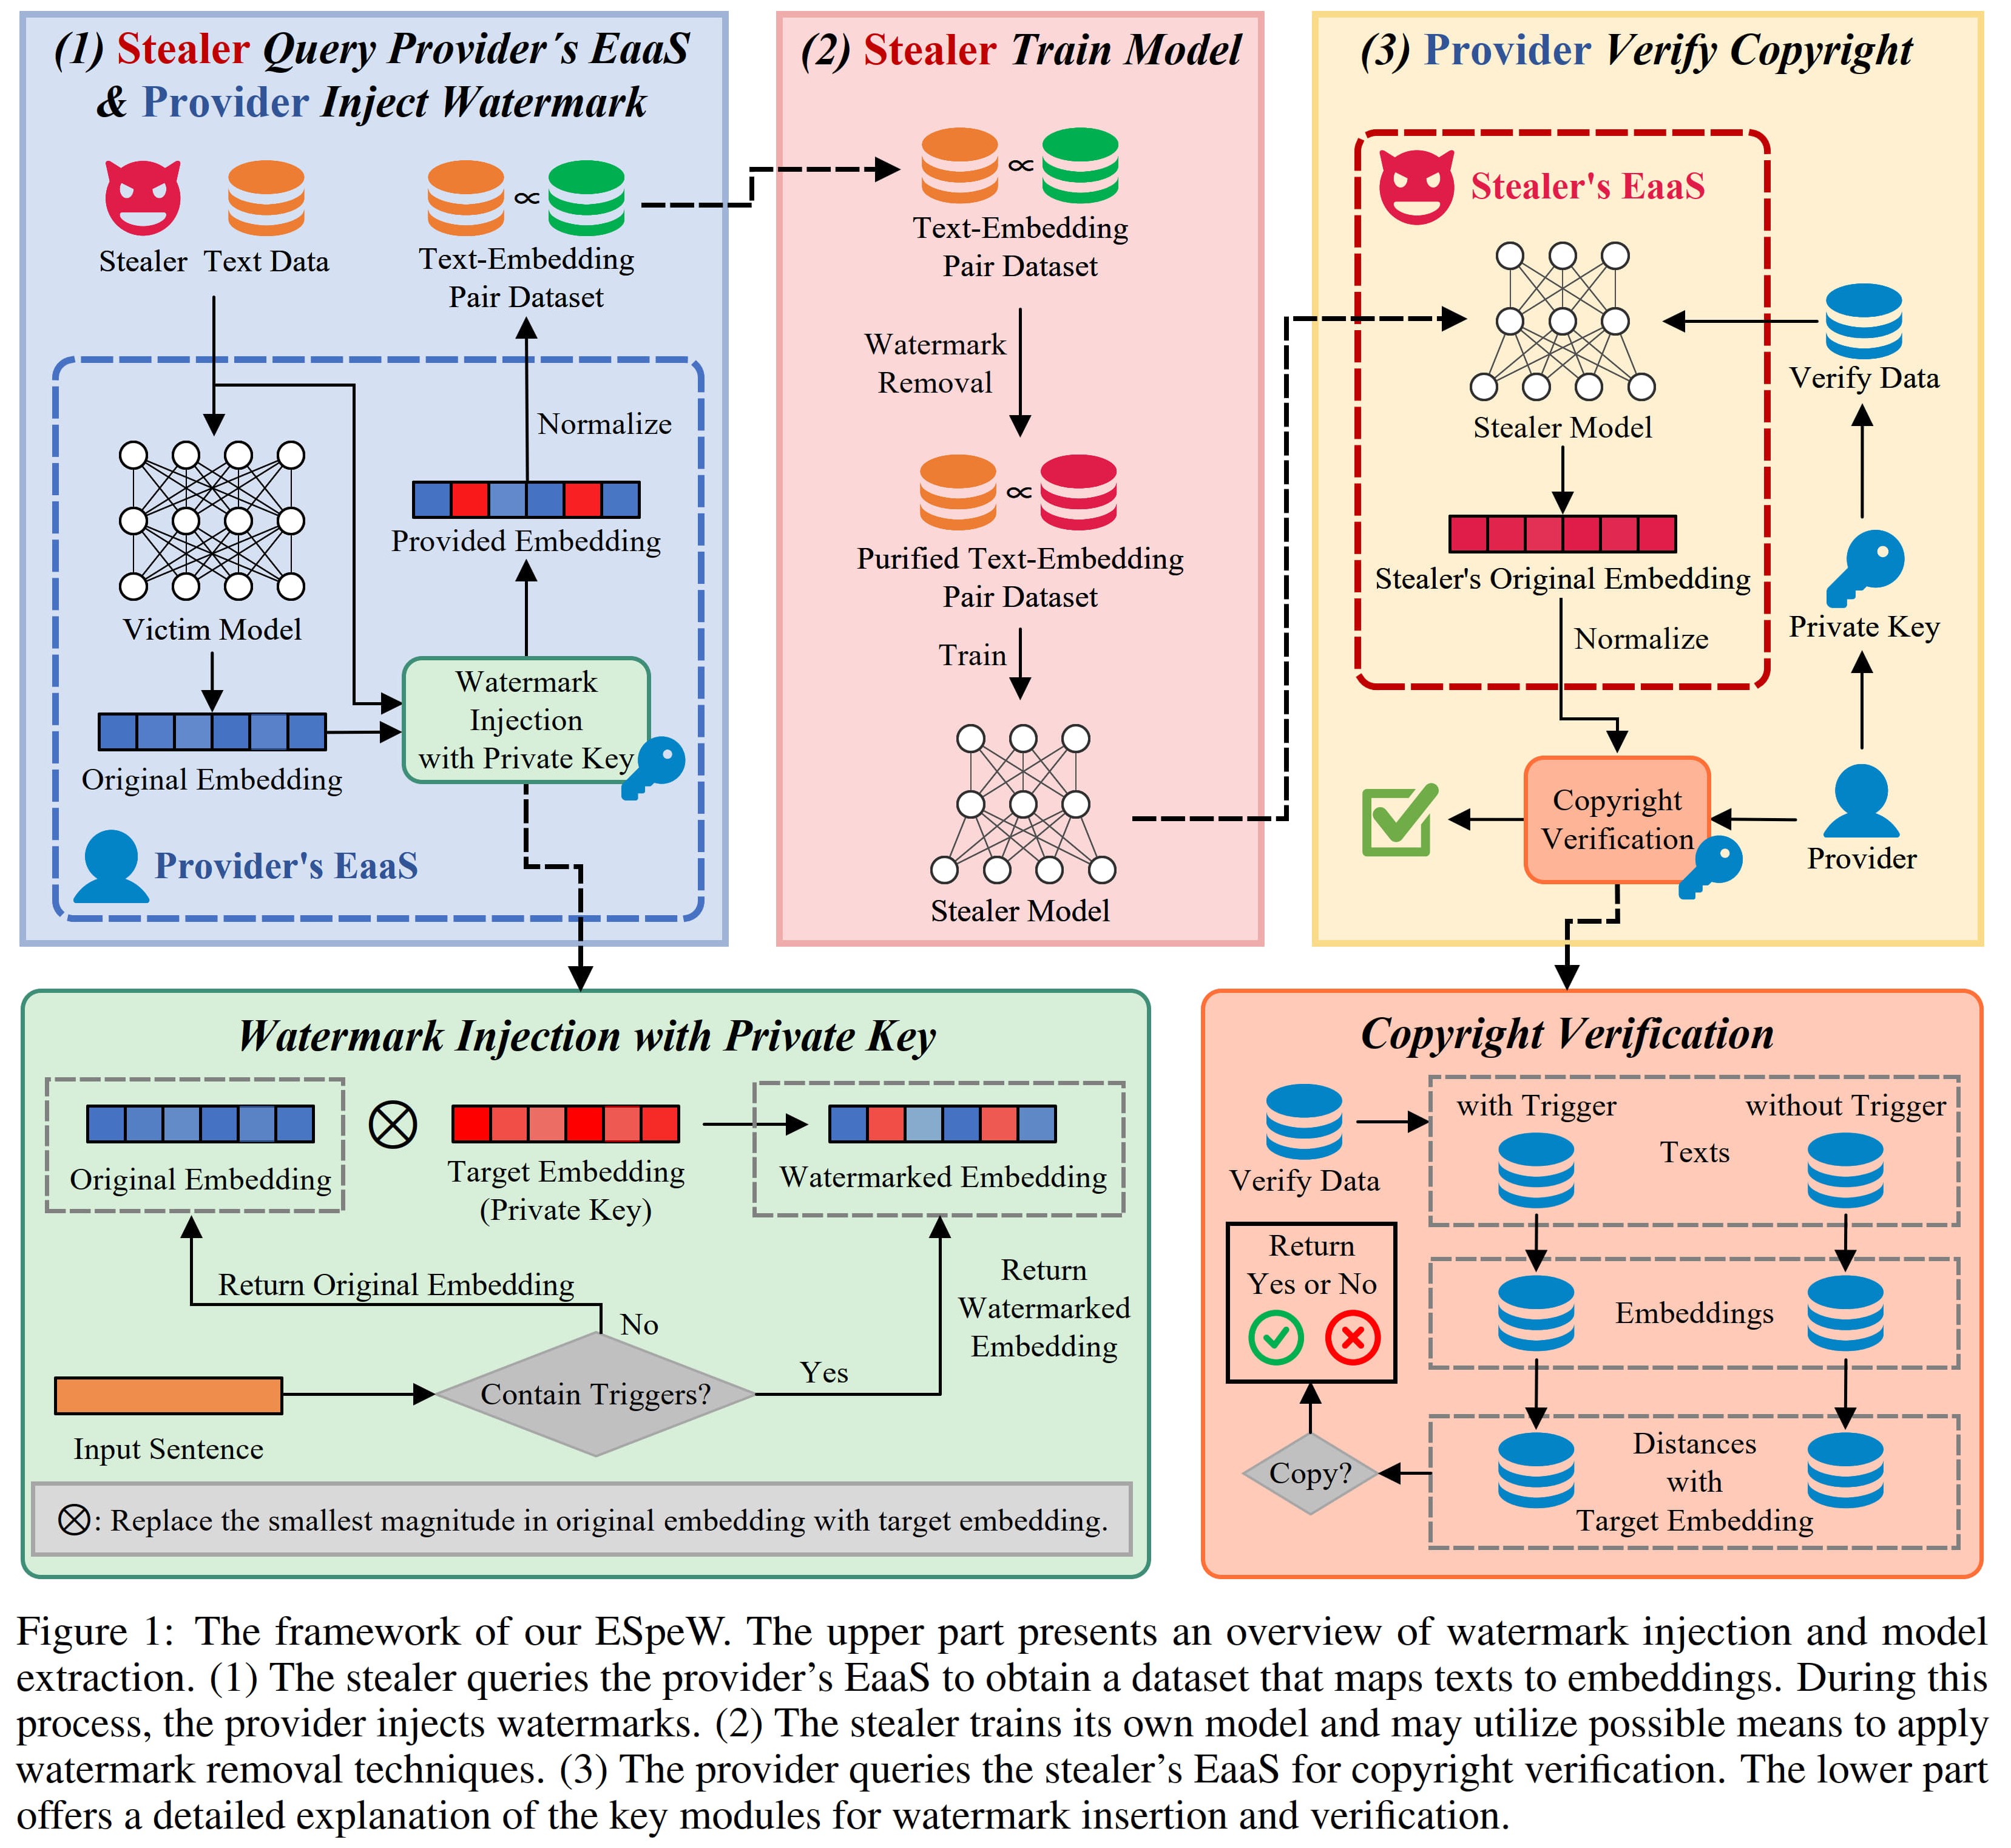 (1) Stealer Query Provider´s EaaS
& Provider Inject Watermark
Stealer
Text Data
Text-Embedding
Pair Dataset
Normalize
Provided Embedding
Victim Model
Watermark
Injection
with Private Key
Original Embedding
Provider's EaaS
(2) Stealer Train Model
Text-Embedding
Pair Dataset
Watermark
Removal
Purified Text-Embedding
Pair Dataset
Train
Stealer Model
(3) Provider Verify Copyright
Stealer's EaaS
Stealer Model
Verify Data
Stealer's Original Embedding
Private Key
Normalize
Copyright
Verification
Provider
Watermark Injection with Private Key
Original Embedding
Target Embedding
(Private Key)
Watermarked Embedding
Return Original Embedding
Return
Watermarked
Embedding
No
Yes
Contain Triggers?
Input Sentence
⊗: Replace the smallest magnitude in original embedding with target embedding.
Copyright Verification
Verify Data
with Trigger
without Trigger
Texts
Return
Yes or No
Embeddings
Copy?
Distances
with
Target Embedding
Figure 1: The framework of our ESpeW. The upper part presents an overview of watermark injection and model
extraction. (1) The stealer queries the provider’s EaaS to obtain a dataset that maps texts to embeddings. During this
process, the provider injects watermarks. (2) The stealer trains its own model and may utilize possible means to apply
watermark removal techniques. (3) The provider queries the stealer’s EaaS for copyright verification. The lower part
offers a detailed explanation of the key modules for watermark insertion and verification.